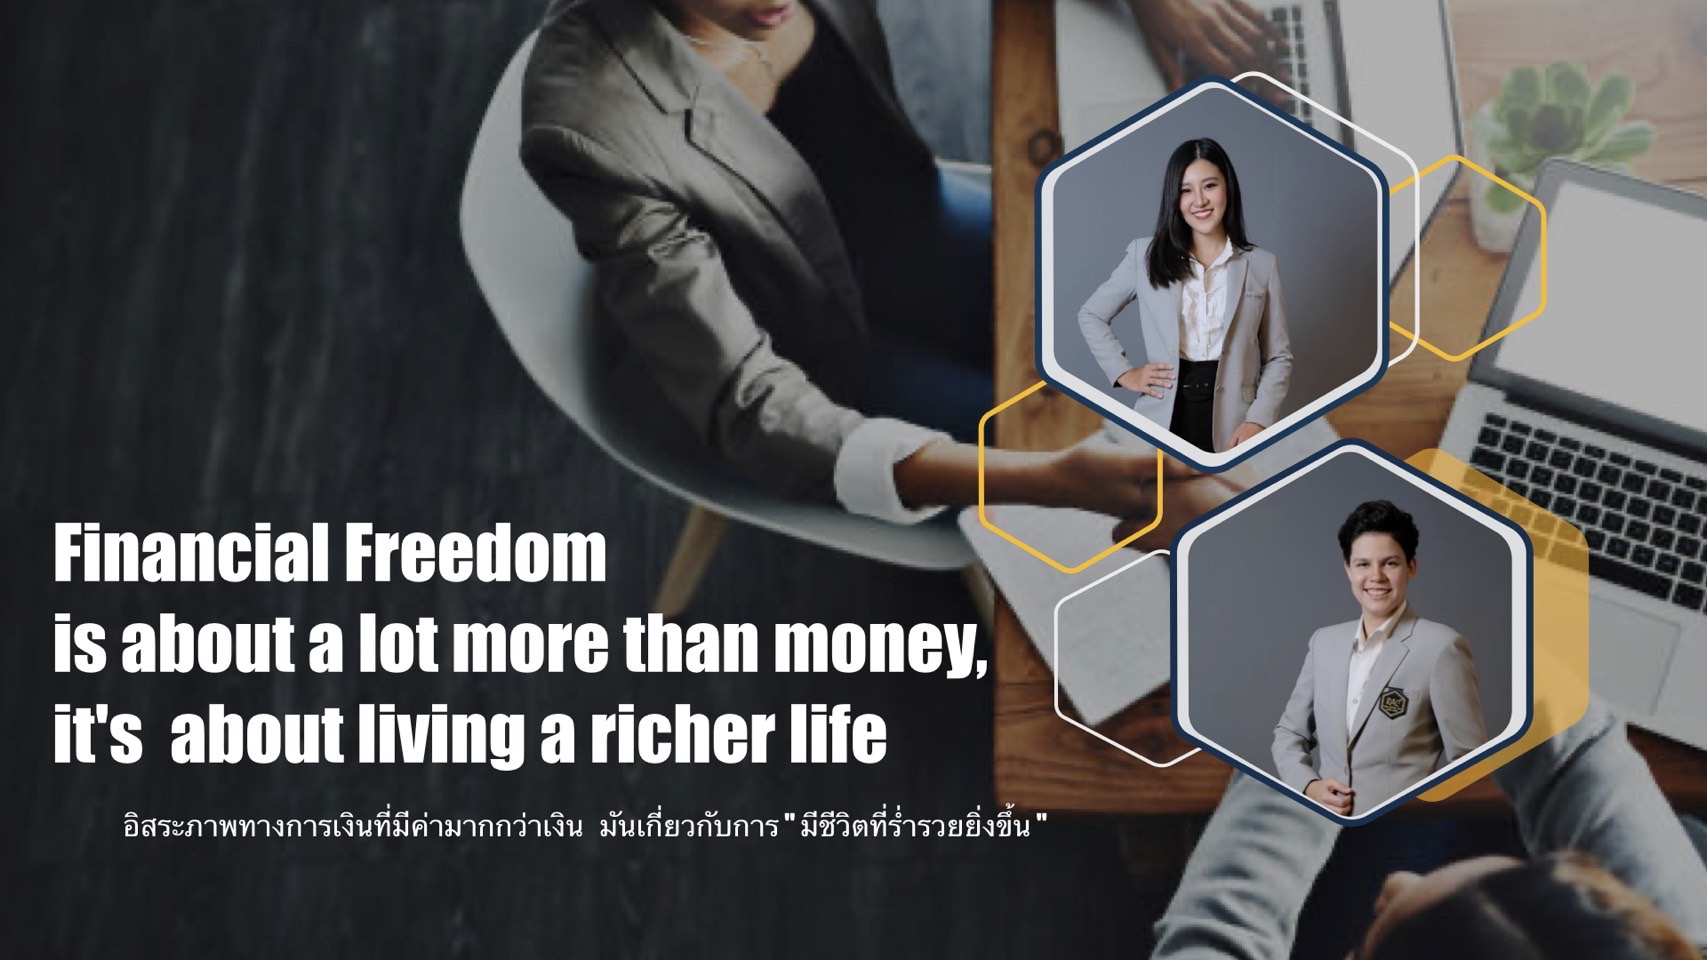 Financial Freedom
is about a lot more than money,
it's  about living a richer life
อิสระภาพทางการเงินที่มีค่ามากกว่าเงิน  มันเกี่ยวกับการ " มีชีวิตที่ร่ำรวยยิ่งขึ้น "